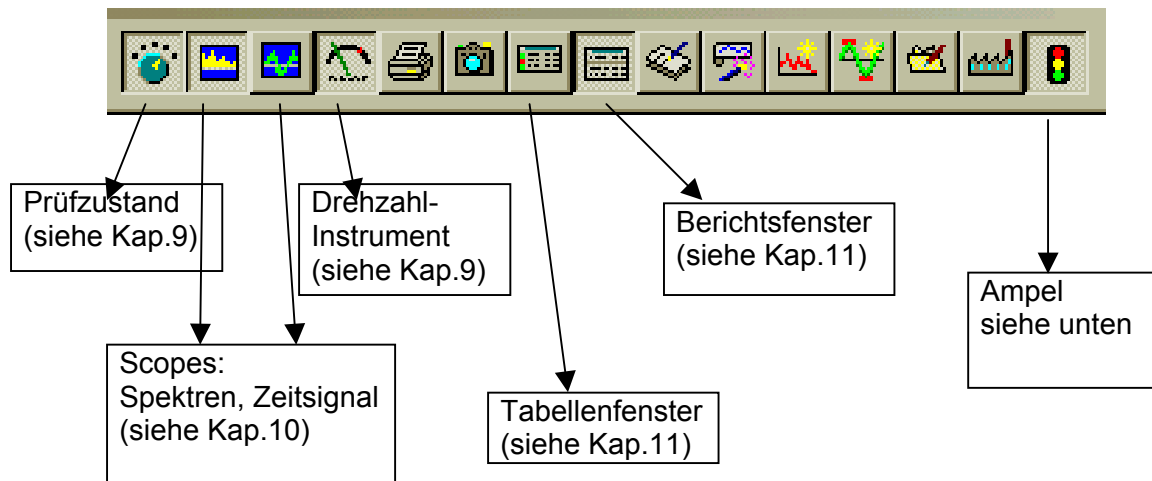 Prüfzustand
(siehe Kap.9)
Drehzahl-
Instrument
(siehe Kap.9)
Berichtsfenster
(siehe Kap.11)
Ampel
siehe unten
Scopes:
Spektren, Zeitsignal
(siehe Kap.10)
Tabellenfenster
(siehe Kap.11)